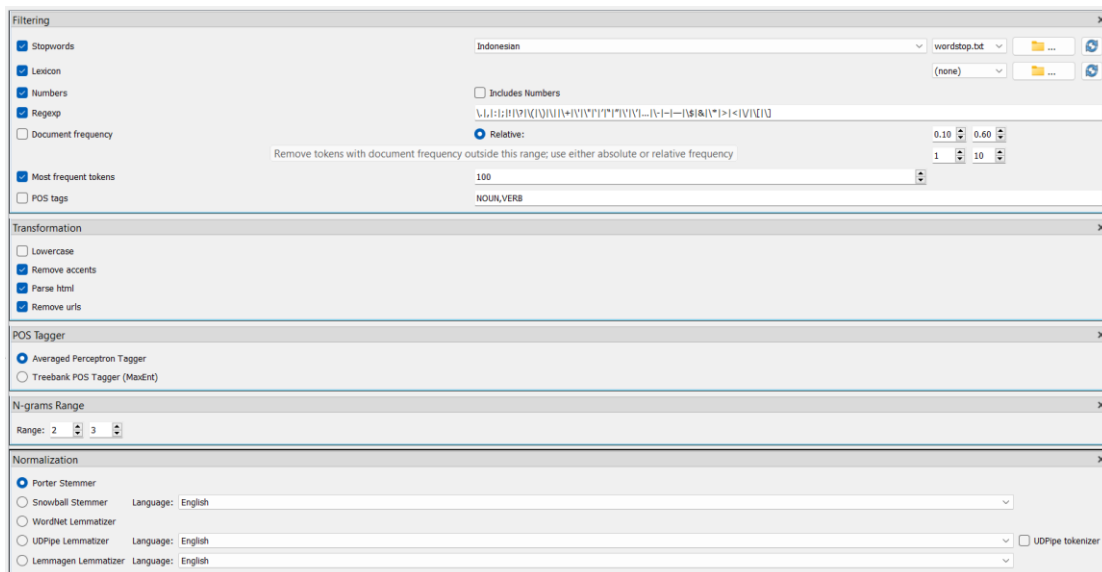 Filtering
Stopwords Indonesian wordstop.txt ...
Lexicon (none) ...
Numbers Includes Numbers
Regexp
Document frequency Relative: 0.10 0.60
Remove tokens with document frequency outside this range; use either absolute or relative frequency 1 10
Most frequent tokens 100
POS tags NOUN,VERB
Transformation
Lowercase
Remove accents
Parse html
Remove urls
POS Tagger
Averaged Perceptron Tagger
Treebank POS Tagger (MaxEnt)
N-grams Range
Range: 2 3
Normalization
Porter Stemmer
Snowball Stemmer Language: English
WordNet Lemmatizer
UDPipe Lemmatizer Language: English UDPipe tokenizer
Lemmagen Lemmatizer Language: English